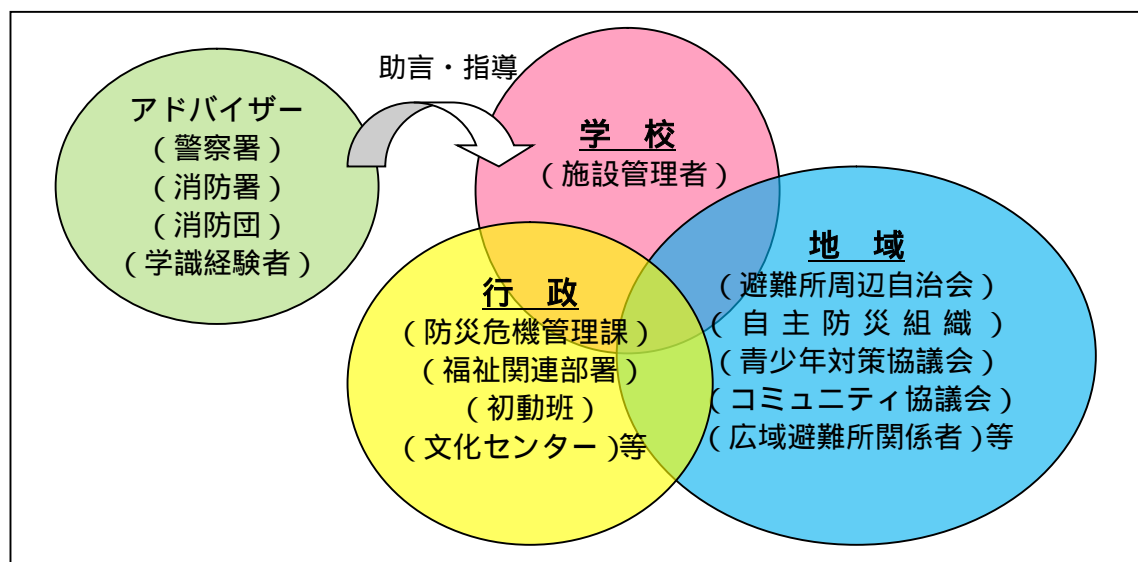 助言・指導
アドバイザー
（警察署）
（消防署）
（消防団）
（学識経験者）
学　校
（施設管理者）
行　政
（防災危機管理課）
（福祉関連部署）
（初動班）
（文化センター）等
地　域
（避難所周辺自治会）
（自主防災組織）
（青少年対策協議会）
（コミュニティ協議会）
（広域避難所関係者）等